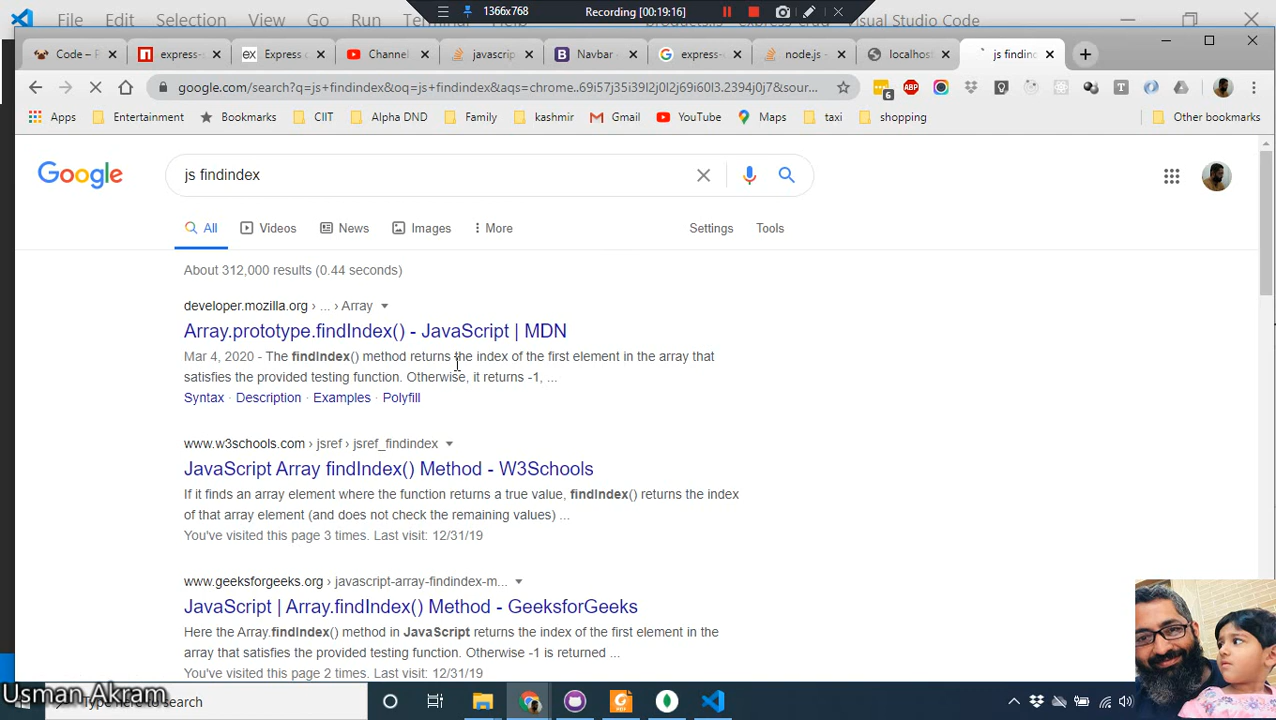 File Edit Selection View Go Run Terminal
1366x768 Recording [00:19:16]
Visual Studio Code
Code –
express-
Express c
Channel
javascrip
Navbar -
express-
node.js -
localhos
js findinc
google.com/search?q=js+findindex&oq=js+findindex&aqs=chrome..69i57j35i39l2j0l2j69i60l3.2394j0j7&sour...
6
ABP
Apps Entertainment Bookmarks CIIT Alpha DND Family kashmir Gmail YouTube Maps taxi shopping Other bookmarks
Google
js findindex
All Videos News Images More Settings Tools
About 312,000 results (0.44 seconds)
developer.mozilla.org › ... › Array
Array.prototype.findIndex() - JavaScript | MDN
Mar 4, 2020 - The findIndex() method returns the index of the first element in the array that
satisfies the provided testing function. Otherwise, it returns -1, ...
Syntax · Description · Examples · Polyfill
www.w3schools.com › jsref › jsref_findindex
JavaScript Array findIndex() Method - W3Schools
If it finds an array element where the function returns a true value, findIndex() returns the index
of that array element (and does not check the remaining values) ...
You've visited this page 3 times. Last visit: 12/31/19
www.geeksforgeeks.org › javascript-array-findindex-m...
JavaScript | Array.findIndex() Method - GeeksforGeeks
Here the Array.findIndex() method in JavaScript returns the index of the first element in the
array that satisfies the provided testing function. Otherwise -1 is returned ...
You've visited this page 2 times. Last visit: 12/31/19
Usman Akram
Type here to search